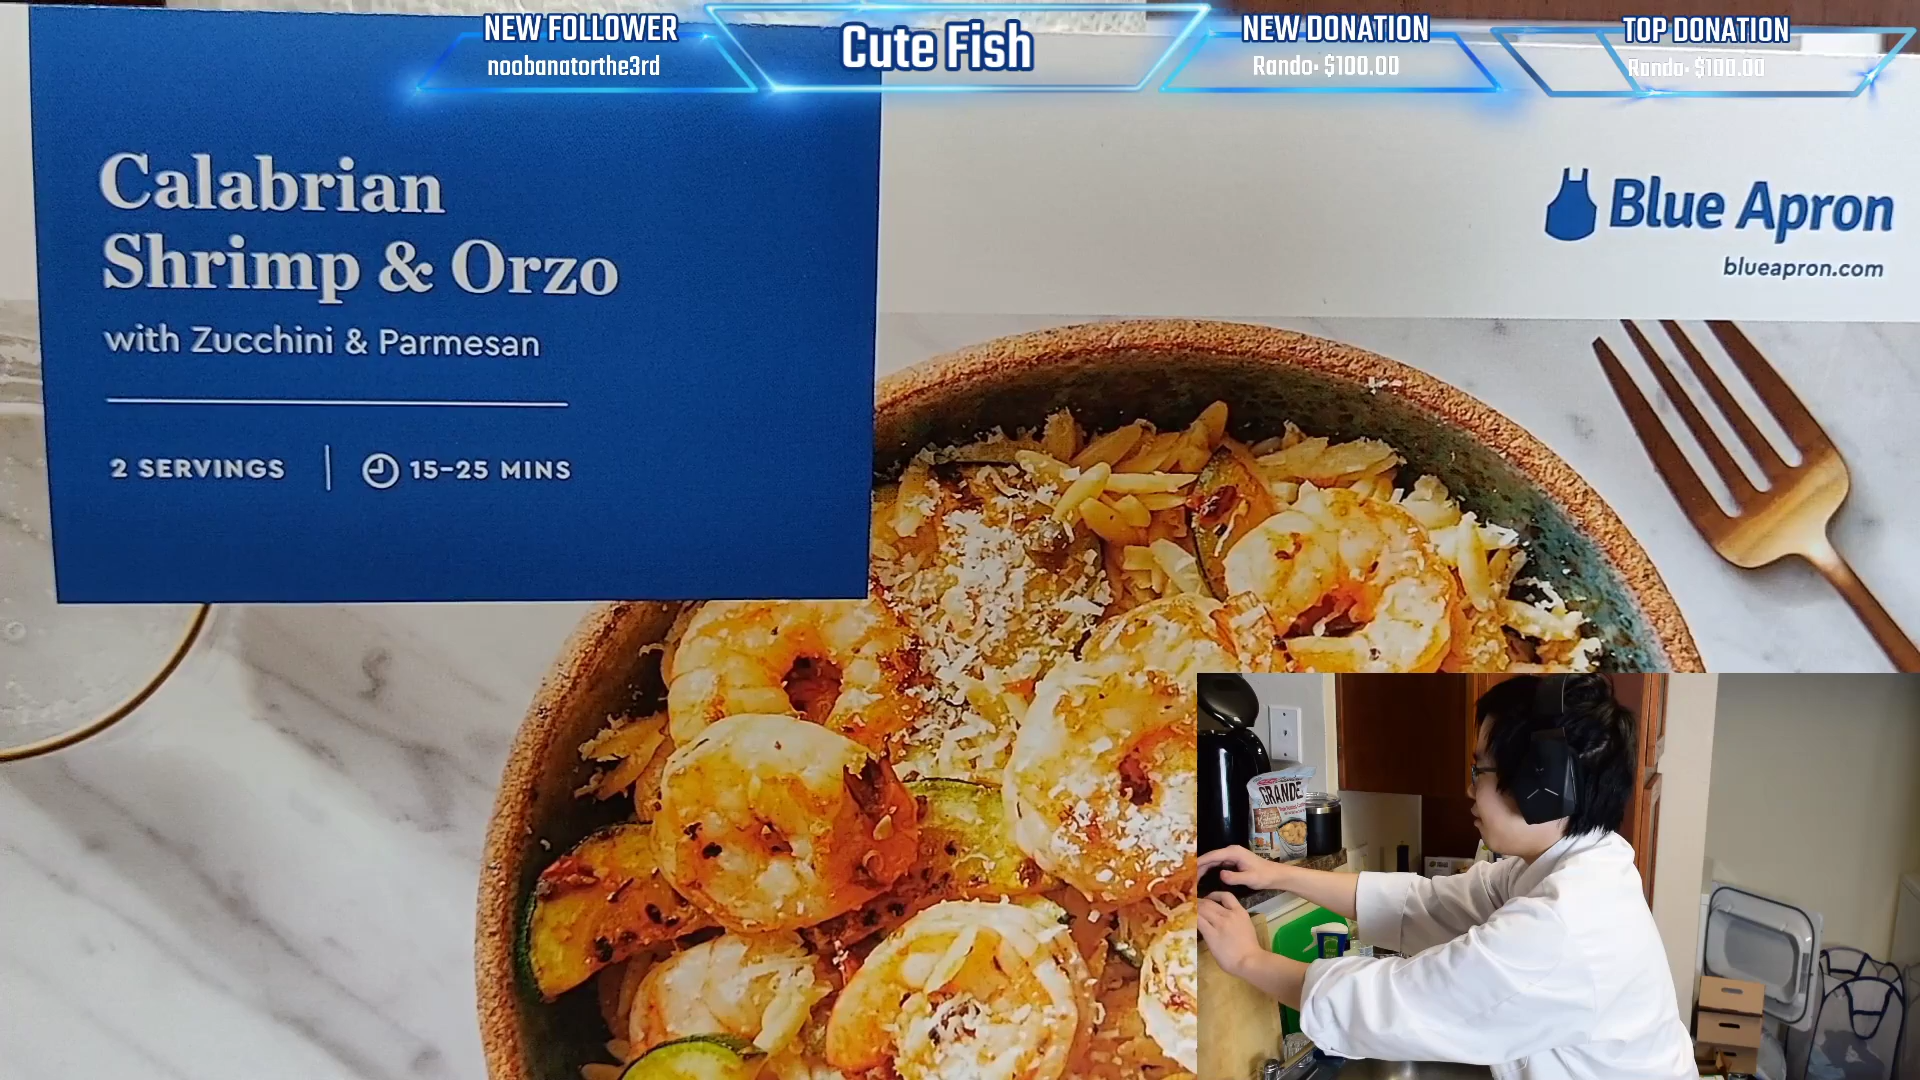 NEW FOLLOWER
noobanatorthe3rd
Cute Fish
NEW DONATION
Rando: $100.00
TOP DONATION
Rando: $100.00
Calabrian
Shrimp & Orzo
with Zucchini & Parmesan
2 SERVINGS
15–25 MINS
Blue Apron
blueapron.com
GRANDE